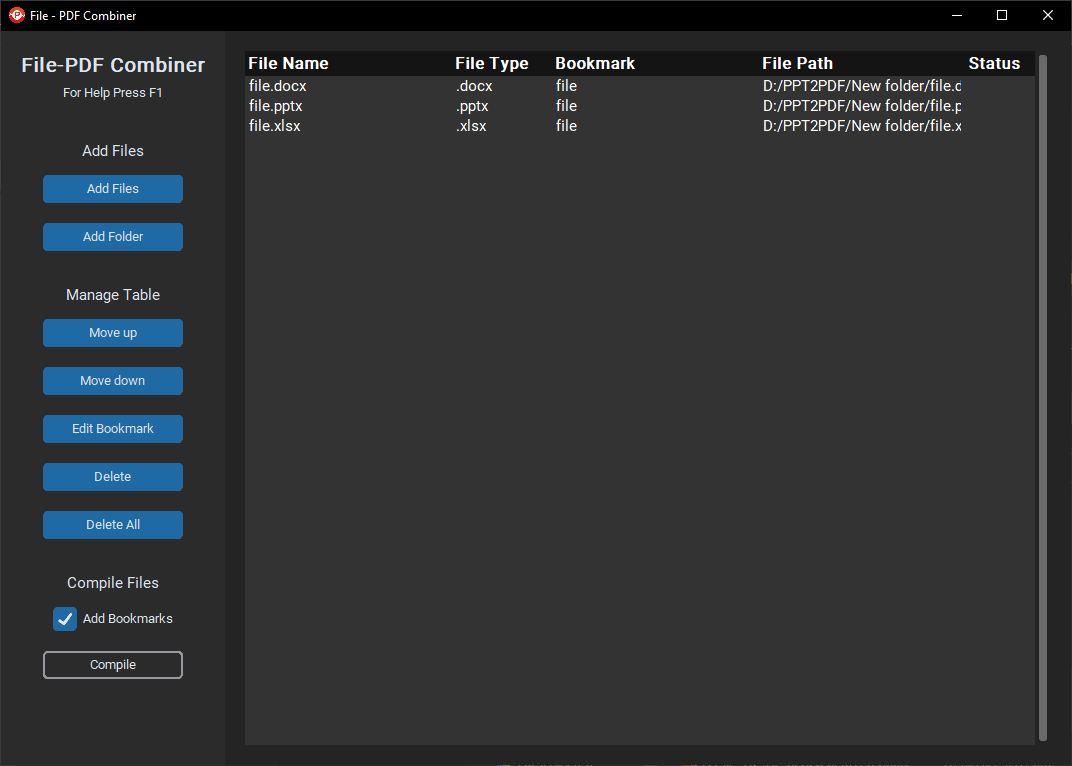 File - PDF Combiner
File-PDF Combiner
For Help Press F1
Add Files
Add Files
Add Folder
Manage Table
Move up
Move down
Edit Bookmark
Delete
Delete All
Compile Files
Add Bookmarks
Compile
File Name File Type Bookmark File Path Status
file.docx .docx file D:/PPT2PDF/New folder/file.d
file.pptx .pptx file D:/PPT2PDF/New folder/file.p
file.xlsx .xlsx file D:/PPT2PDF/New folder/file.x